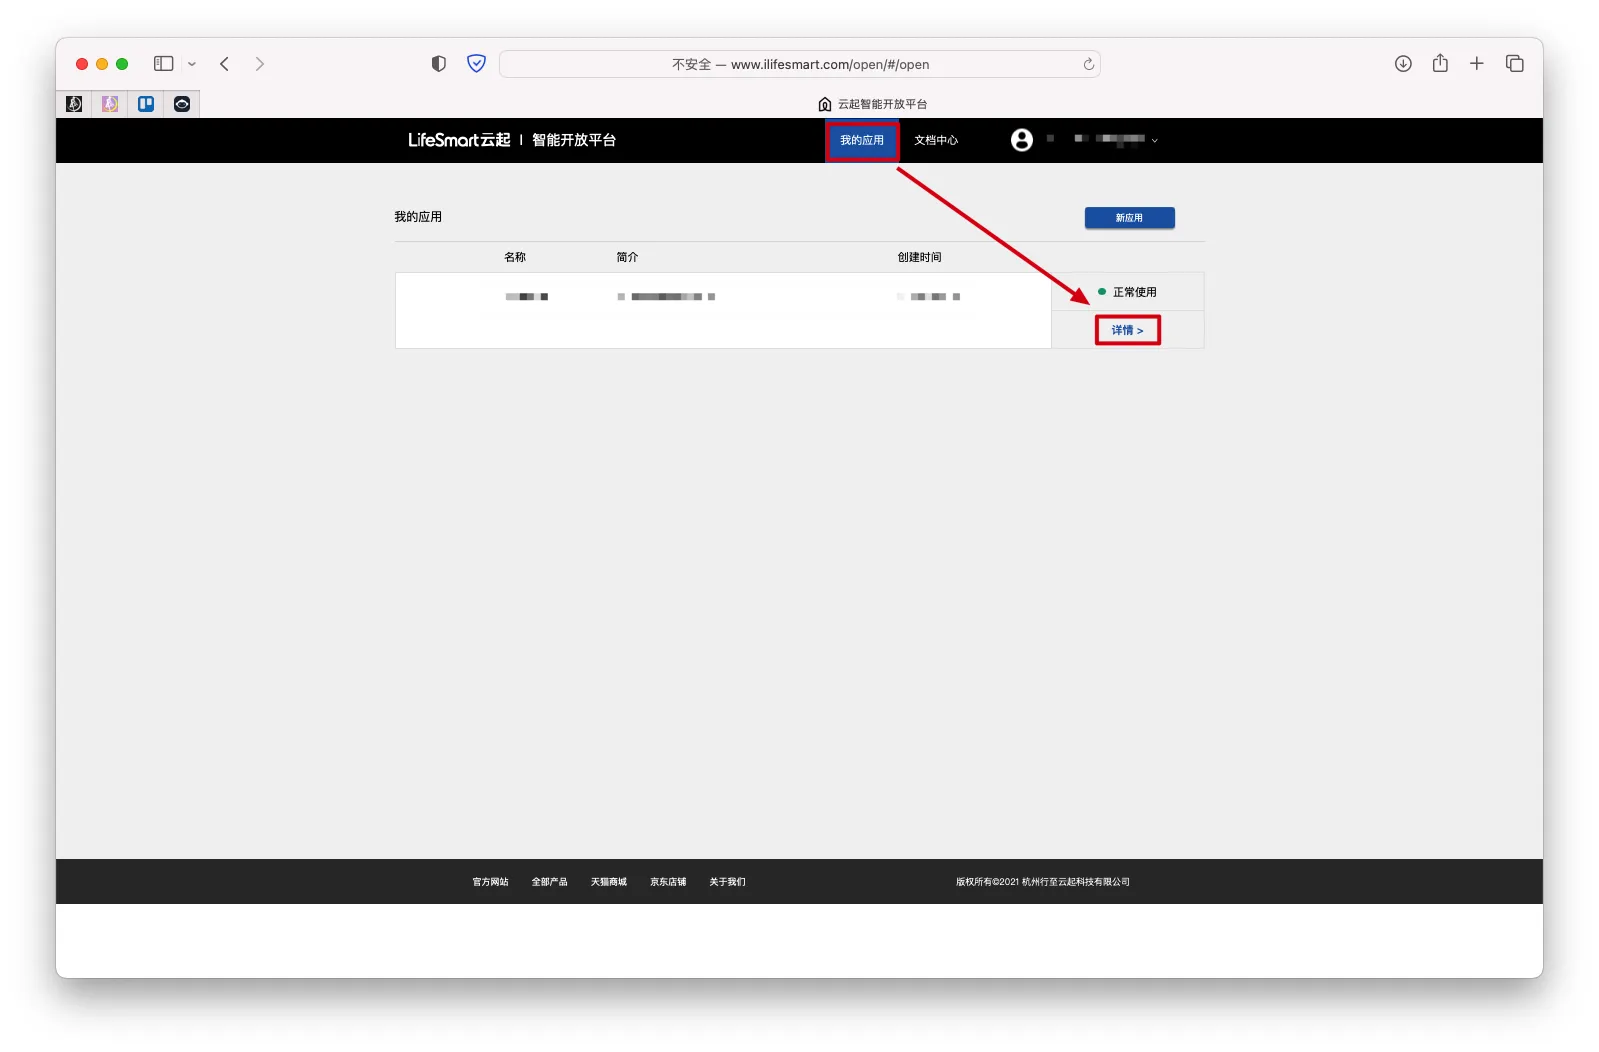 不安全 — www.ilifesmart.com/open/#/open
云起智能开放平台
LifeSmart云起 | 智能开放平台
我的应用 文档中心
我的应用
新应用
名称 简介 创建时间
正常使用
详情 >
官方网站 全部产品 天猫商城 京东店铺 关于我们 版权所有©2021 杭州行至云起科技有限公司